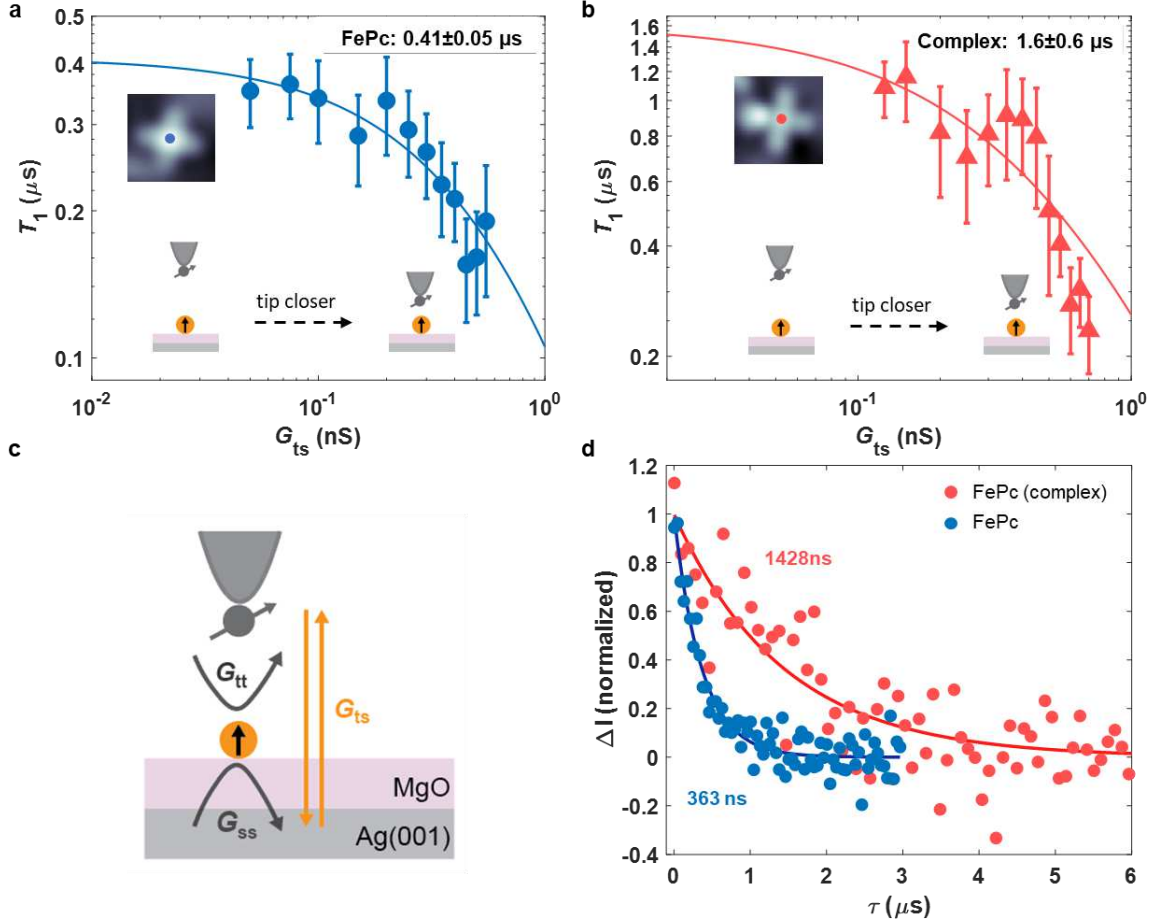 a
FePc: 0.41±0.05 μs
T1 (μs)
0.5
0.4
0.3
0.2
0.1
tip closer
10-2
10-1
100
Gts (nS)
b
Complex: 1.6±0.6 μs
T1 (μs)
1.6
1.4
1.2
1
0.8
0.6
0.4
0.2
tip closer
10-1
100
Gts (nS)
c
Gtt
Gts
MgO
Gss
Ag(001)
d
ΔI (normalized)
1.2
1
0.8
0.6
0.4
0.2
0
-0.2
-0.4
FePc (complex)
FePc
1428ns
363 ns
0
1
2
3
4
5
6
τ (μs)